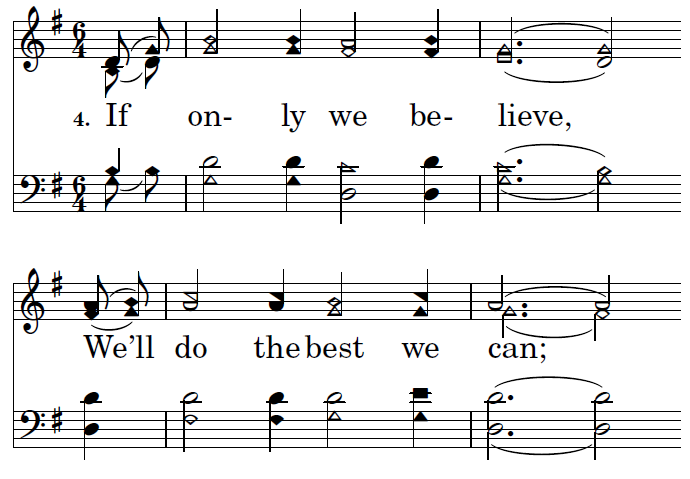 4. If on- ly we be- lieve,
We'll do the best we can;